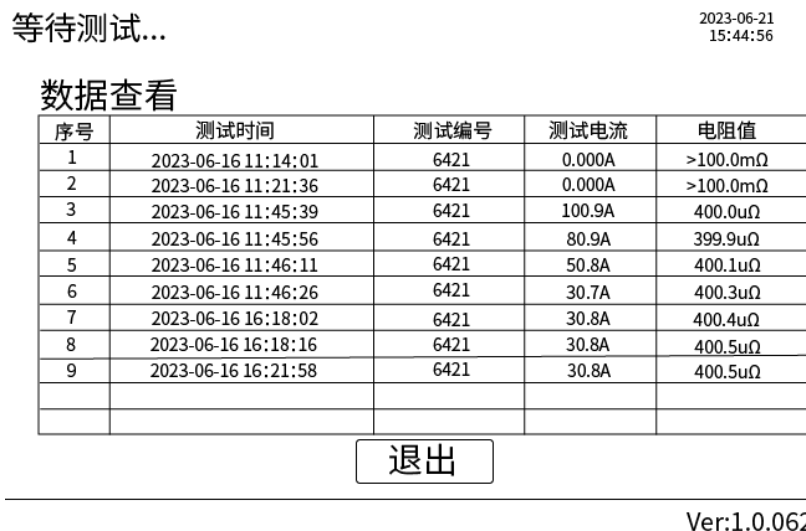 等待测试...
2023-06-21
15:44:56
数据查看
序号 测试时间 测试编号 测试电流 电阻值
1 2023-06-16 11:14:01 6421 0.000A >100.0mΩ
2 2023-06-16 11:21:36 6421 0.000A >100.0mΩ
3 2023-06-16 11:45:39 6421 100.9A 400.0uΩ
4 2023-06-16 11:45:56 6421 80.9A 399.9uΩ
5 2023-06-16 11:46:11 6421 50.8A 400.1uΩ
6 2023-06-16 11:46:26 6421 30.7A 400.3uΩ
7 2023-06-16 16:18:02 6421 30.8A 400.4uΩ
8 2023-06-16 16:18:16 6421 30.8A 400.5uΩ
9 2023-06-16 16:21:58 6421 30.8A 400.5uΩ
退出
Ver:1.0.062